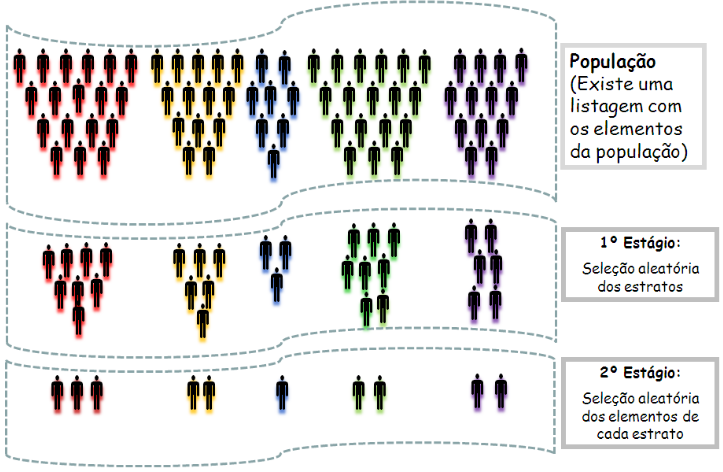 População
(Existe uma
listagem com
os elementos
da população)
1º Estágio:
Seleção aleatória
dos estratos
2º Estágio:
Seleção aleatória
dos elementos de
cada estrato